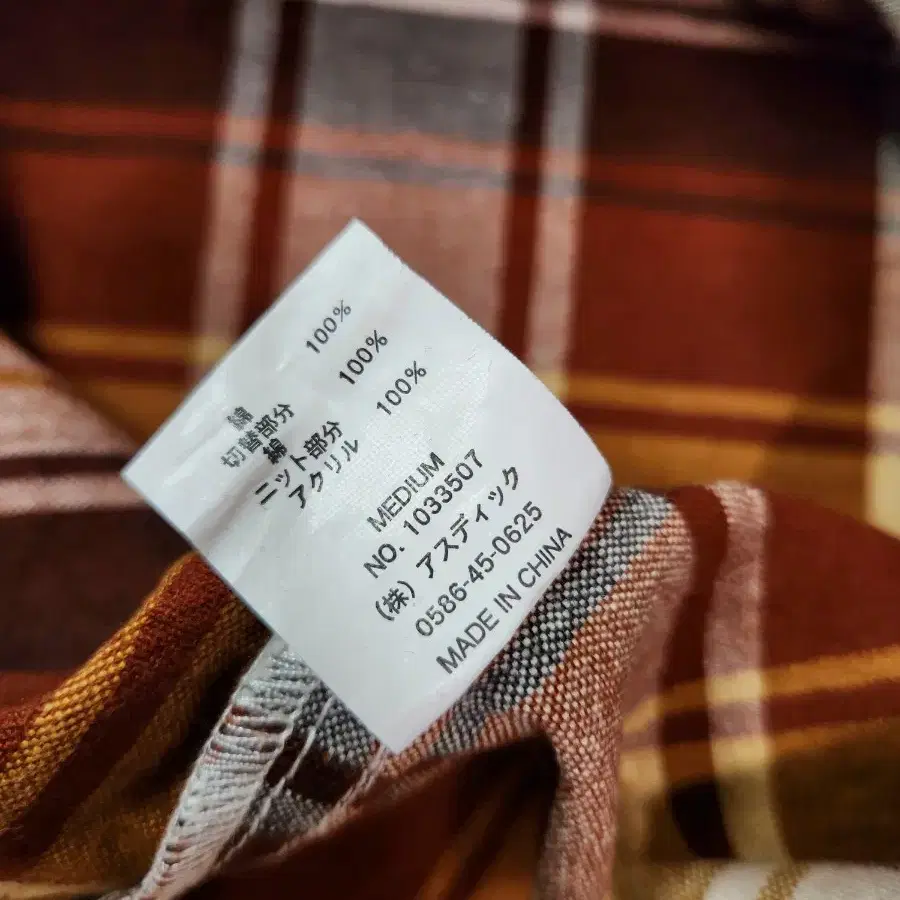 綿 100%
切替部分
綿 100%
ニット部分
アクリル 100%
MEDIUM
NO. 1033507
(株) アスディック
0586-45-0625
MADE IN CHINA